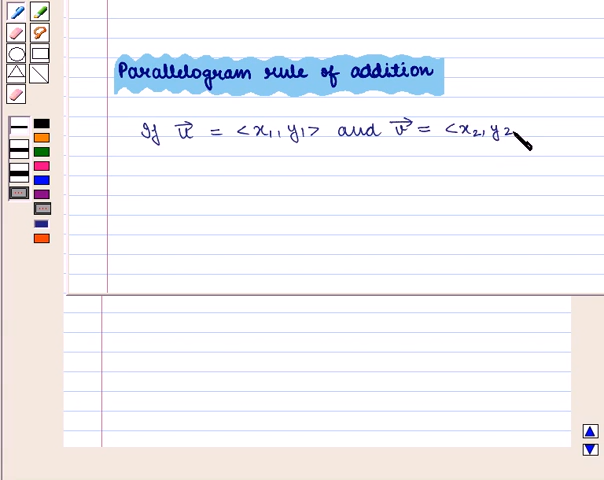 Parallelogram rule of addition
If u⃗ = <x₁, y₁> and v⃗ = <x₂, y₂